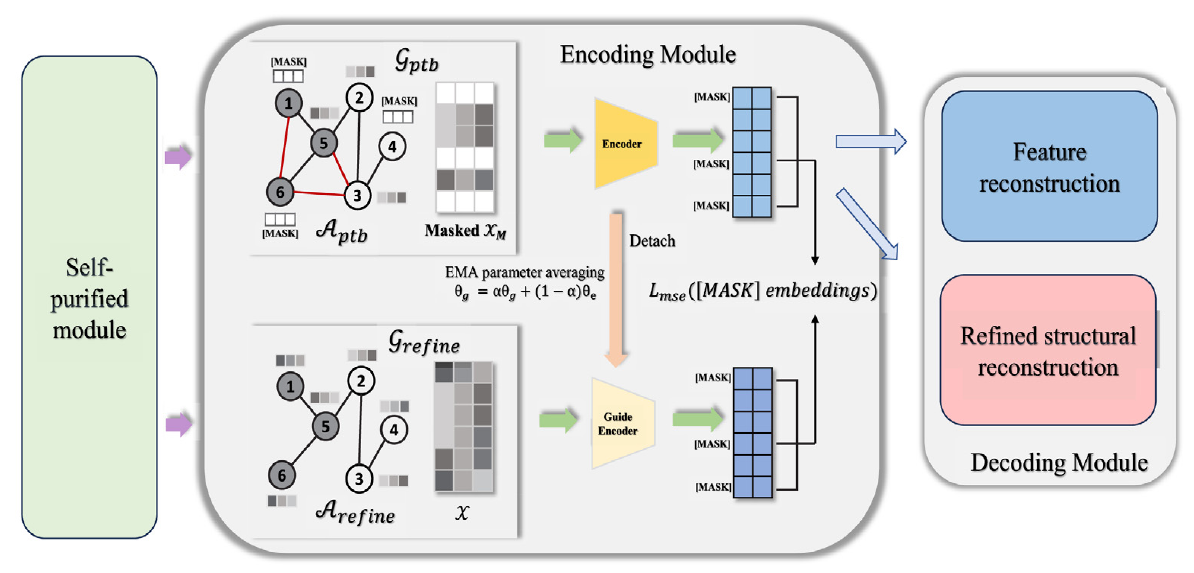 Self-
purified
module
Encoding Module
𝒢ptb
[MASK]
1
2
[MASK]
5
4
6
3
[MASK]
𝒜ptb
Masked 𝒳M
Encoder
[MASK]
[MASK]
[MASK]
Detach
EMA parameter averaging
θg = αθg + (1 − α)θe
Lmse([MASK] embeddings)
𝒢refine
1
2
5
4
6
3
𝒜refine
𝒳
Guide
Encoder
[MASK]
[MASK]
[MASK]
Feature
reconstruction
Refined structural
reconstruction
Decoding Module